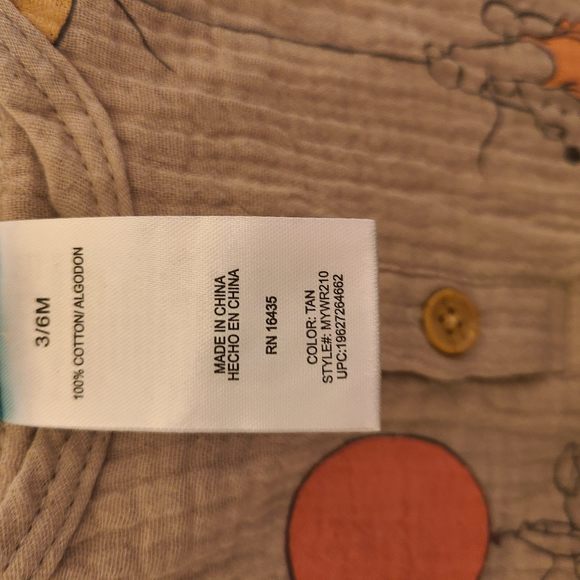 3/6M
100% COTTON/ ALGODON
MADE IN CHINA
HECHO EN CHINA
RN 16435
COLOR: TAN
STYLE#: MYWR210
UPC:19627264662